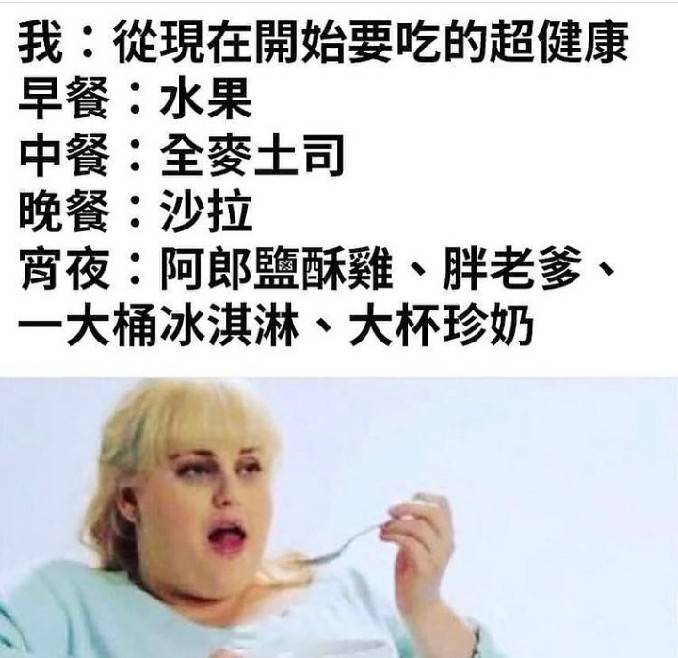 我：從現在開始要吃的超健康
早餐：水果
中餐：全麥土司
晚餐：沙拉
宵夜：阿郎鹽酥雞、胖老爹、
一大桶冰淇淋、大杯珍奶